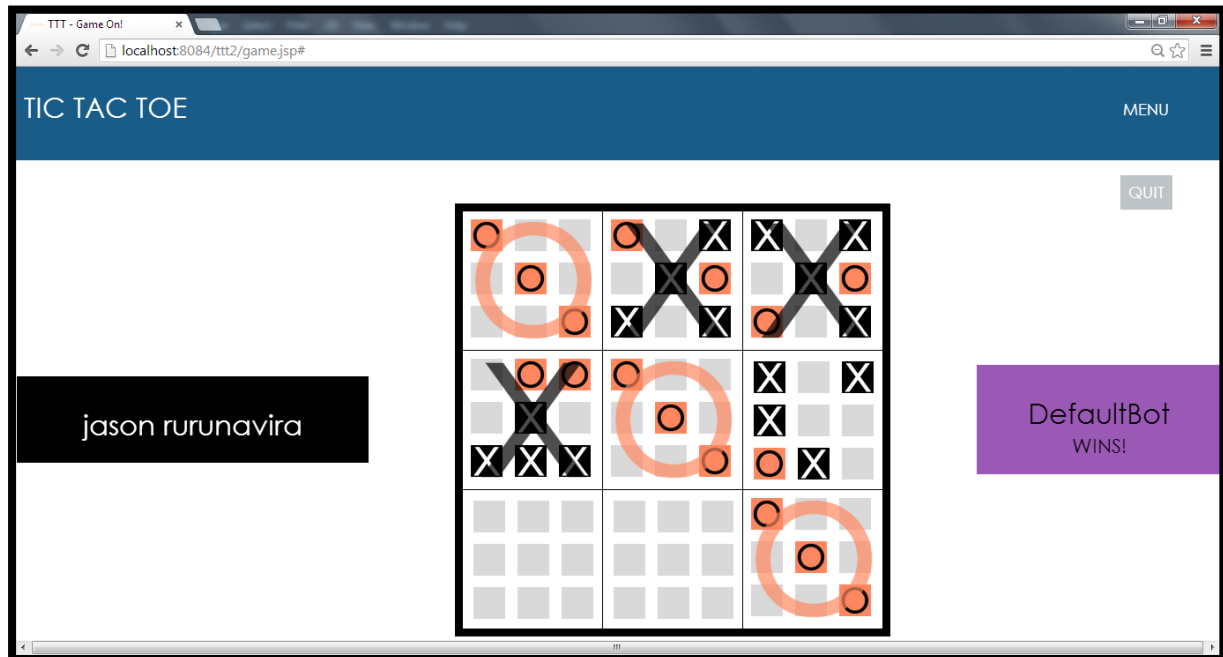 TTT - Game On!
localhost:8084/ttt2/game.jsp#
TIC TAC TOE
MENU
QUIT
O O X X X
O X O X O
O X X O X
O O O X X
X O X
X X X O O X
O
O
O
jason rurunavira
DefaultBot
WINS!